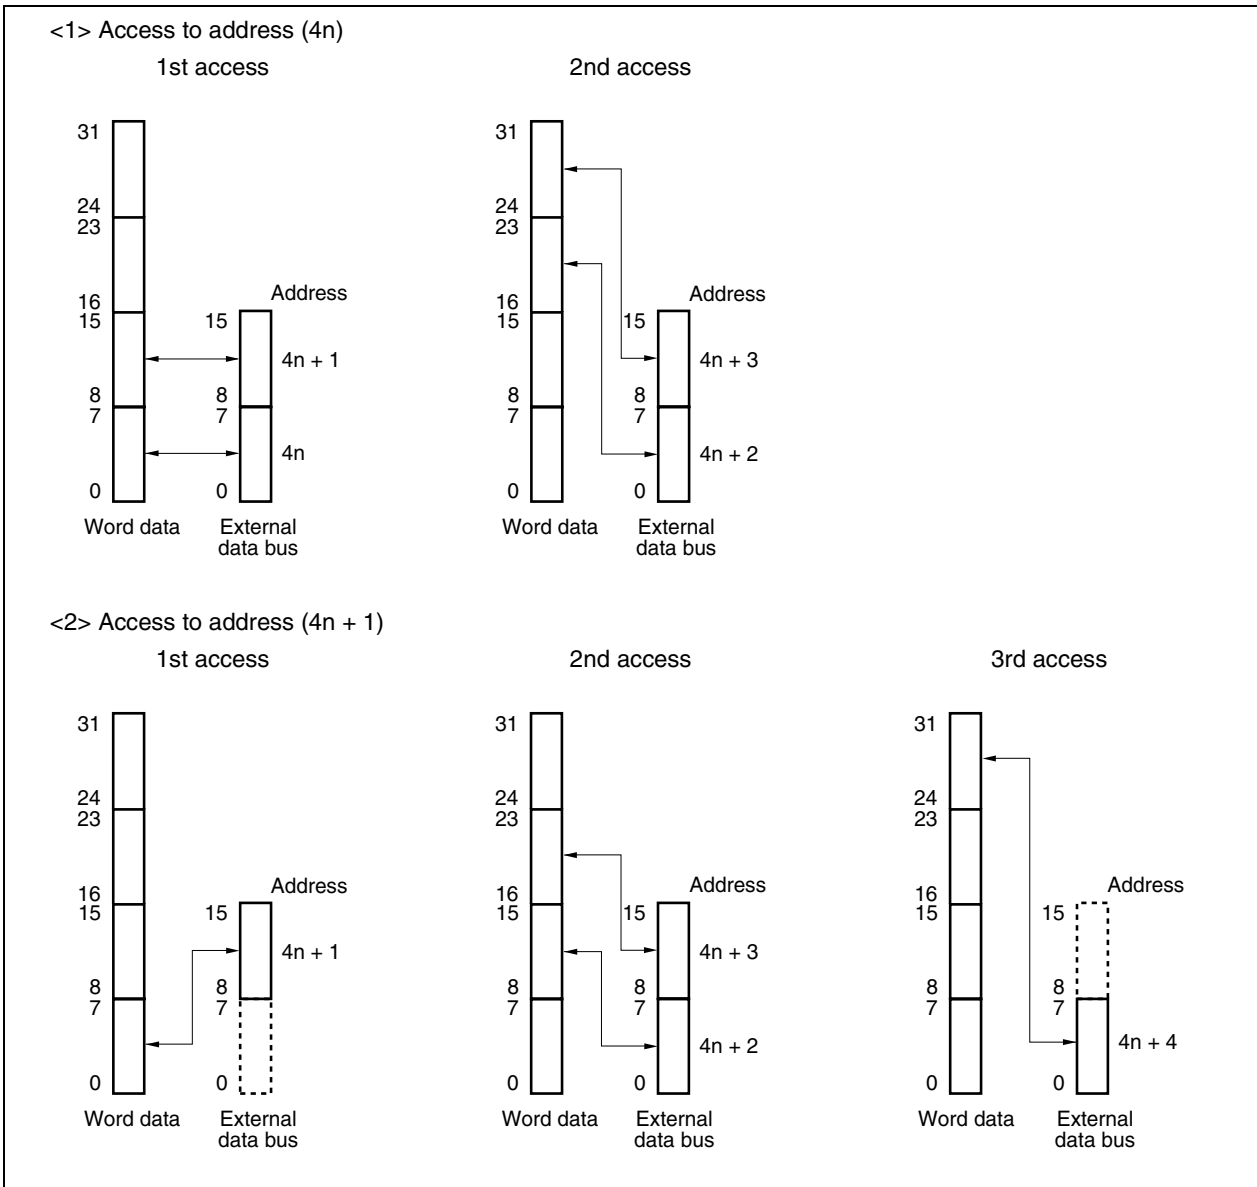 <1> Access to address (4n)
1st access
2nd access
31
24
23
16
15
8
7
0
Address
15
4n + 1
8
7
4n
0
Word data
External
data bus
31
24
23
16
15
8
7
0
Address
15
4n + 3
8
7
4n + 2
0
Word data
External
data bus
<2> Access to address (4n + 1)
1st access
2nd access
3rd access
31
24
23
16
15
8
7
0
Address
15
4n + 1
8
7
0
Word data
External
data bus
31
24
23
16
15
8
7
0
Address
15
4n + 3
8
7
4n + 2
0
Word data
External
data bus
31
24
23
16
15
8
7
0
Address
15
8
7
4n + 4
0
Word data
External
data bus